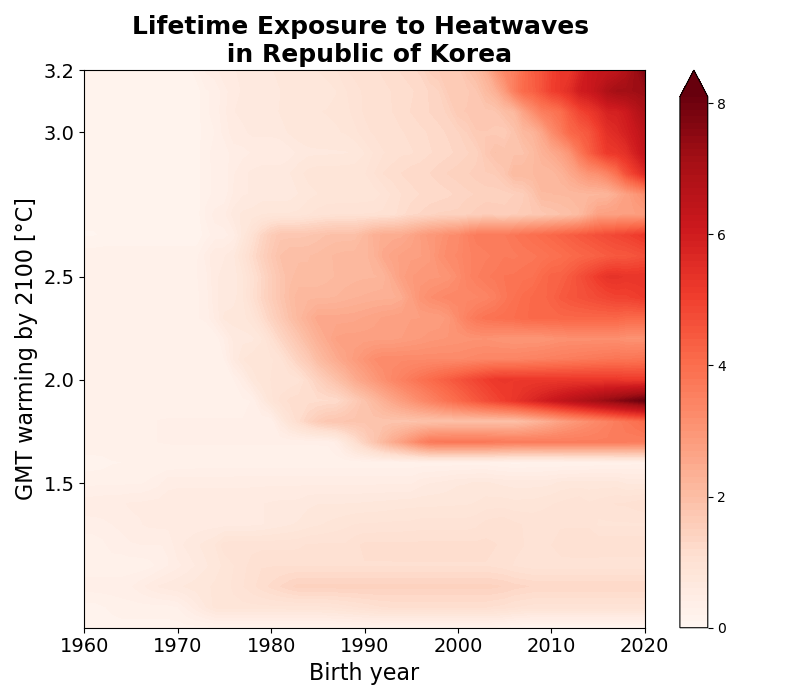 Lifetime Exposure to Heatwaves
in Republic of Korea
GMT warming by 2100 [°C]
3.2
3.0
2.5
2.0
1.5
1960 1970 1980 1990 2000 2010 2020
Birth year
8
6
4
2
0